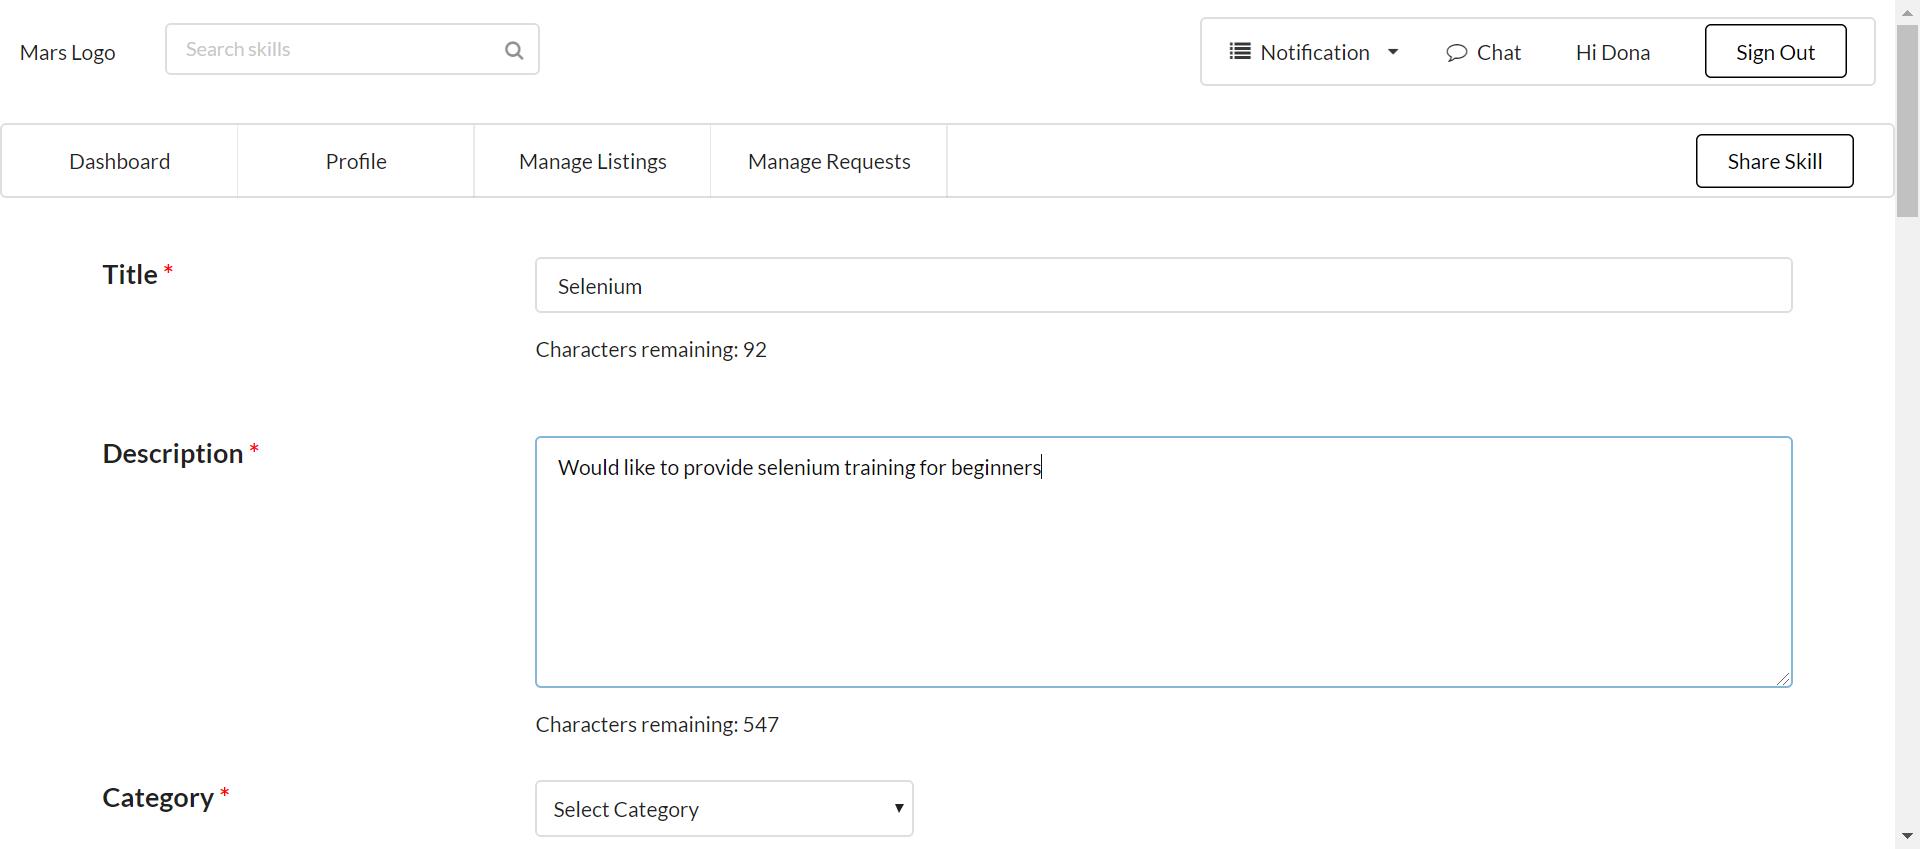 Mars Logo
Search skills
Notification
Chat
Hi Dona
Sign Out
Dashboard
Profile
Manage Listings
Manage Requests
Share Skill
Title *
Selenium
Characters remaining: 92
Description *
Would like to provide selenium training for beginners
Characters remaining: 547
Category *
Select Category